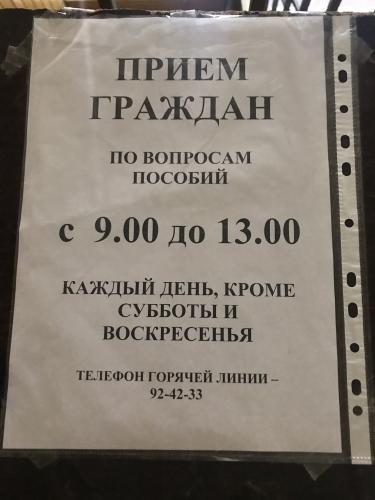 ПРИЕМ
ГРАЖДАН
ПО ВОПРОСАМ
ПОСОБИЙ
с 9.00 до 13.00
КАЖДЫЙ ДЕНЬ, КРОМЕ
СУББОТЫ И
ВОСКРЕСЕНЬЯ
ТЕЛЕФОН ГОРЯЧЕЙ ЛИНИИ –
92-42-33